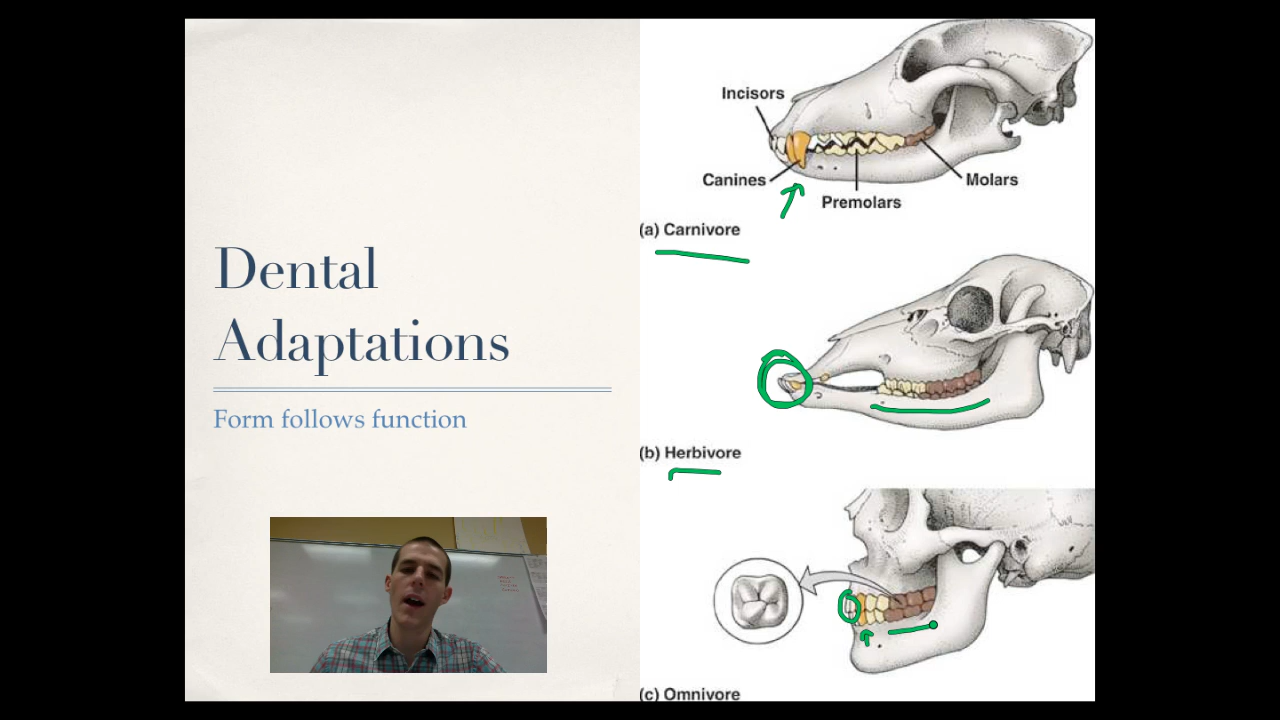 Dental
Adaptations
Form follows function
Incisors
Canines
Premolars
Molars
(a) Carnivore
(b) Herbivore
(c) Omnivore